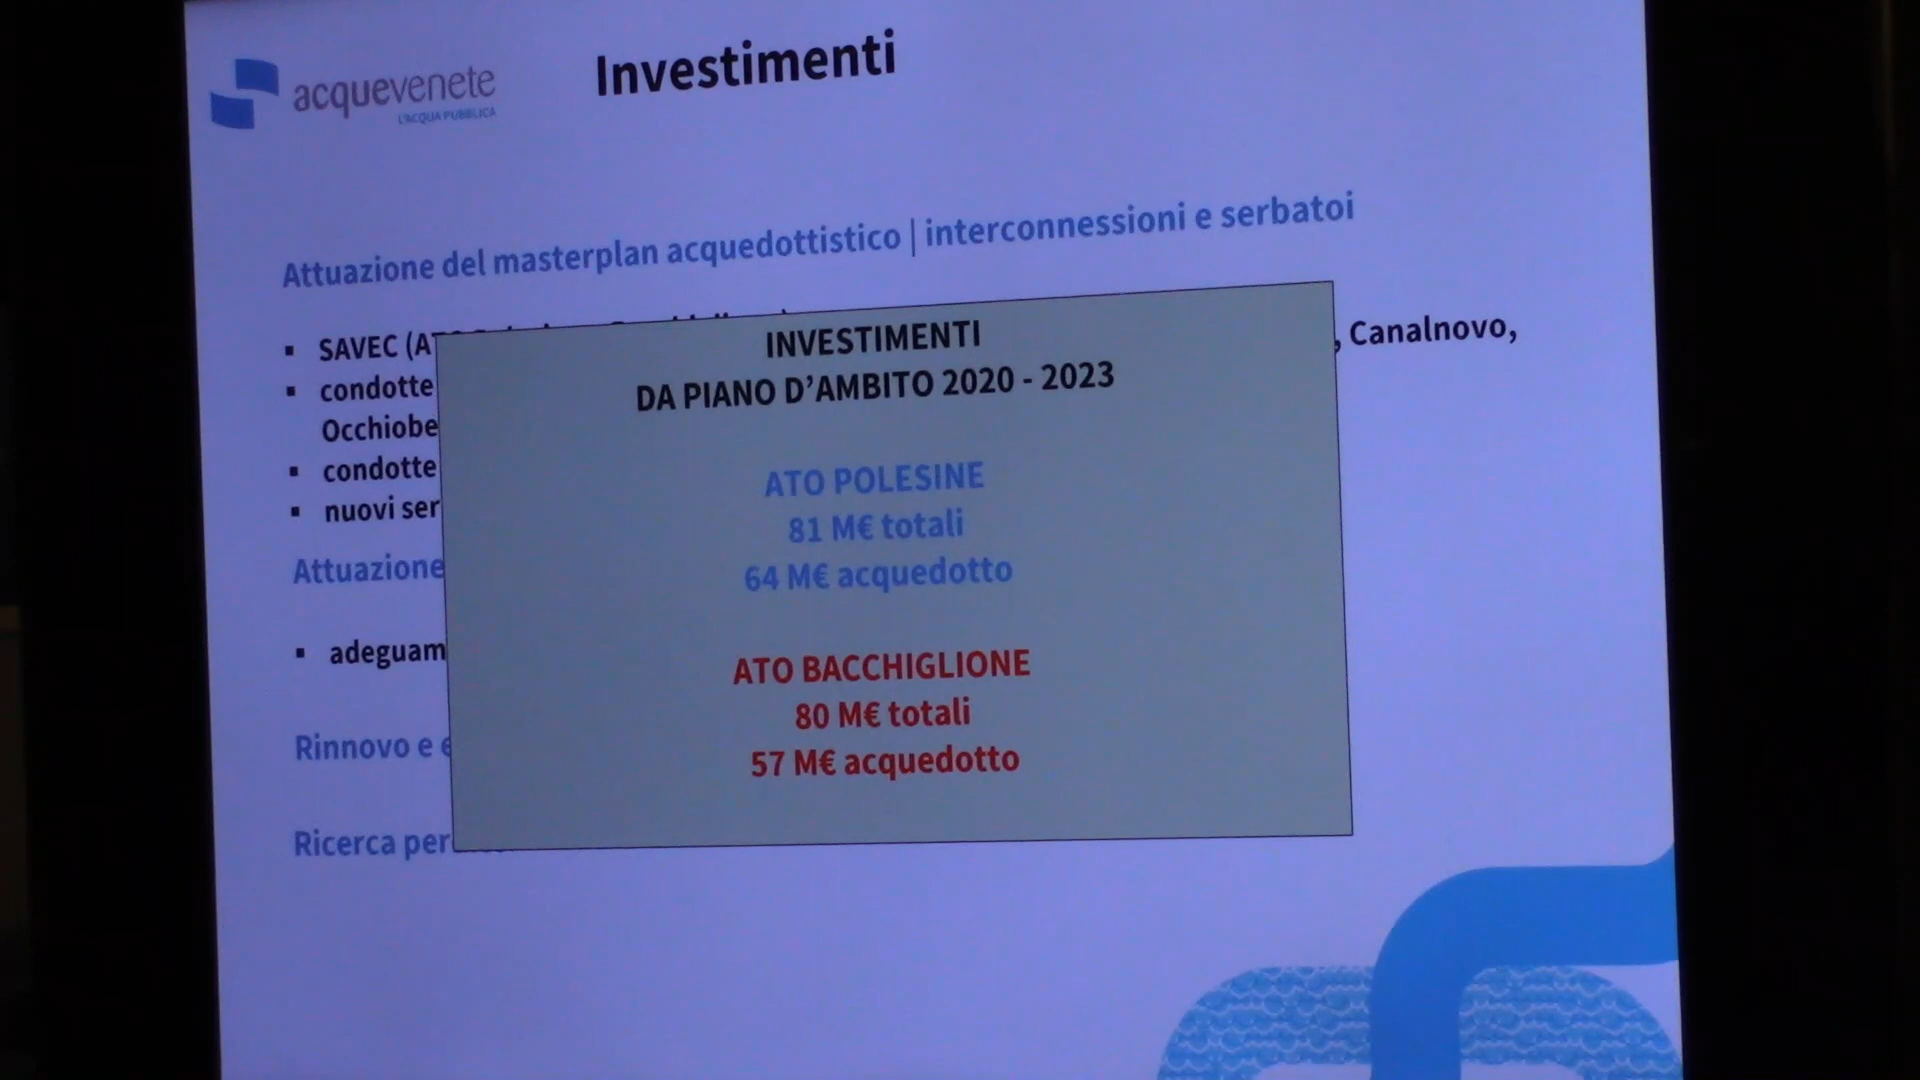 acquevenete
L'ACQUA PUBBLICA
Investimenti
Attuazione del masterplan acquedottistico | interconnessioni e serbatoi
SAVEC (A
, Canalnovo,
condotte
Occhiobe
condotte
nuovi ser
Attuazione
adeguam
Rinnovo e e
Ricerca per
INVESTIMENTI
DA PIANO D'AMBITO 2020 - 2023
ATO POLESINE
81 M€ totali
64 M€ acquedotto
ATO BACCHIGLIONE
80 M€ totali
57 M€ acquedotto